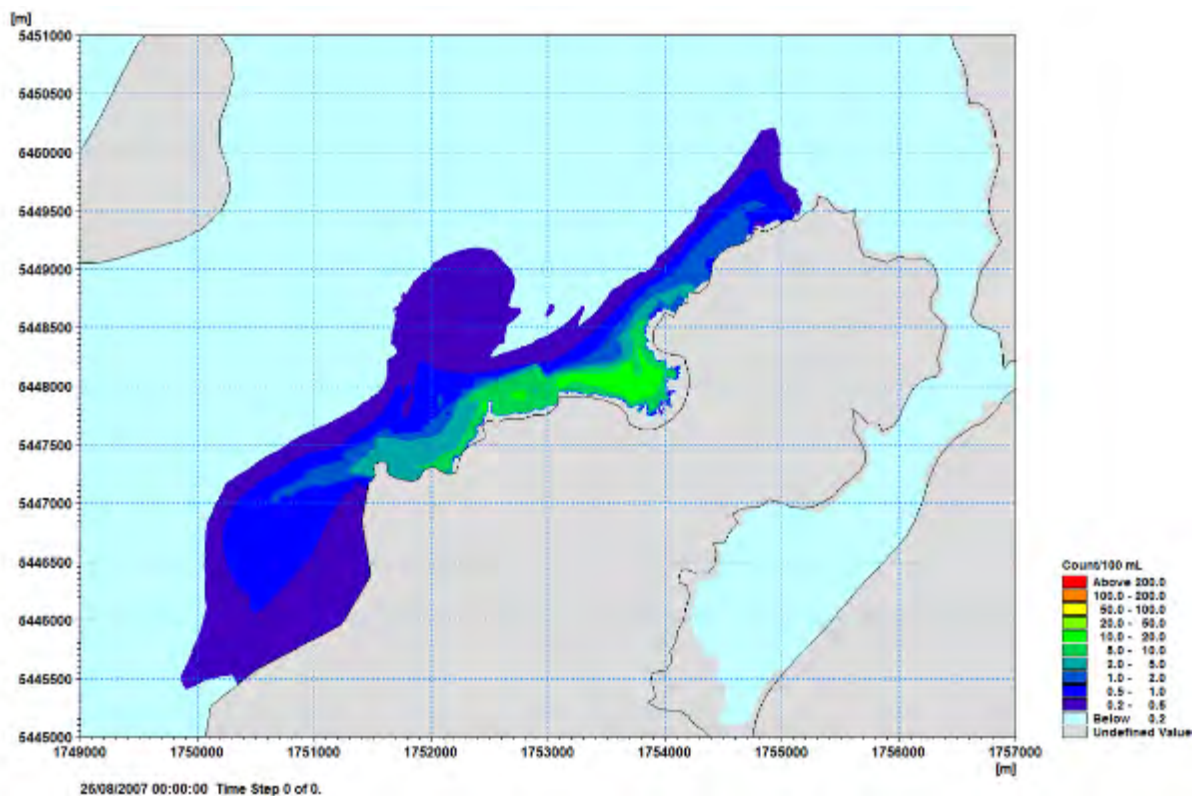 [m]
5451000
5450500
5450000
5449500
5449000
5448500
5448000
5447500
5447000
5446500
5446000
5445500
5445000
1749000 1750000 1751000 1752000 1753000 1754000 1755000 1756000 1757000
[m]
Count/100 mL
Above 200.0
100.0 - 200.0
50.0 - 100.0
20.0 - 50.0
10.0 - 20.0
5.0 - 10.0
2.0 - 5.0
1.0 - 2.0
0.5 - 1.0
0.2 - 0.5
Below 0.2
Undefined Value
26/08/2007 00:00:00 Time Step 0 of 0.